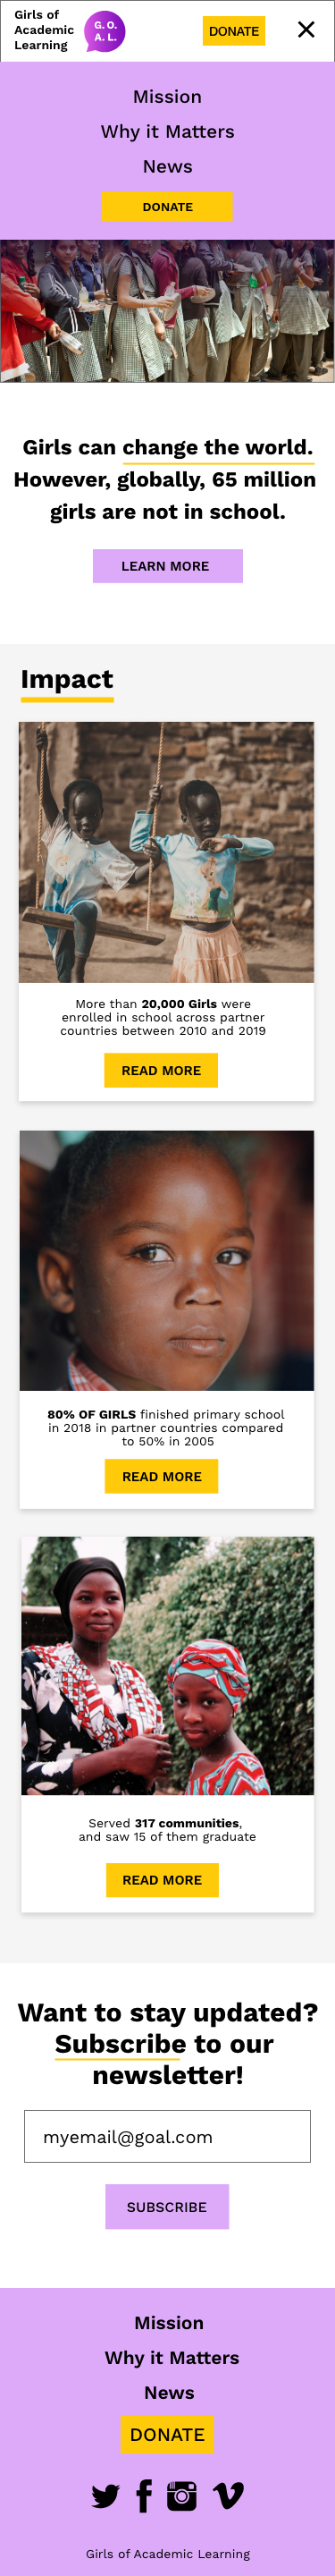 Girls of
Academic
Learning
G.O.
A.L.
DONATE
Mission
Why it Matters
News
DONATE
Girls can change the world.
However, globally, 65 million
girls are not in school.
LEARN MORE
Impact
More than 20,000 Girls were
enrolled in school across partner
countries between 2010 and 2019
READ MORE
80% OF GIRLS finished primary school
in 2018 in partner countries compared
to 50% in 2005
READ MORE
Served 317 communities,
and saw 15 of them graduate
READ MORE
Want to stay updated?
Subscribe to our
newsletter!
myemail@goal.com
SUBSCRIBE
Mission
Why it Matters
News
DONATE
Girls of Academic Learning